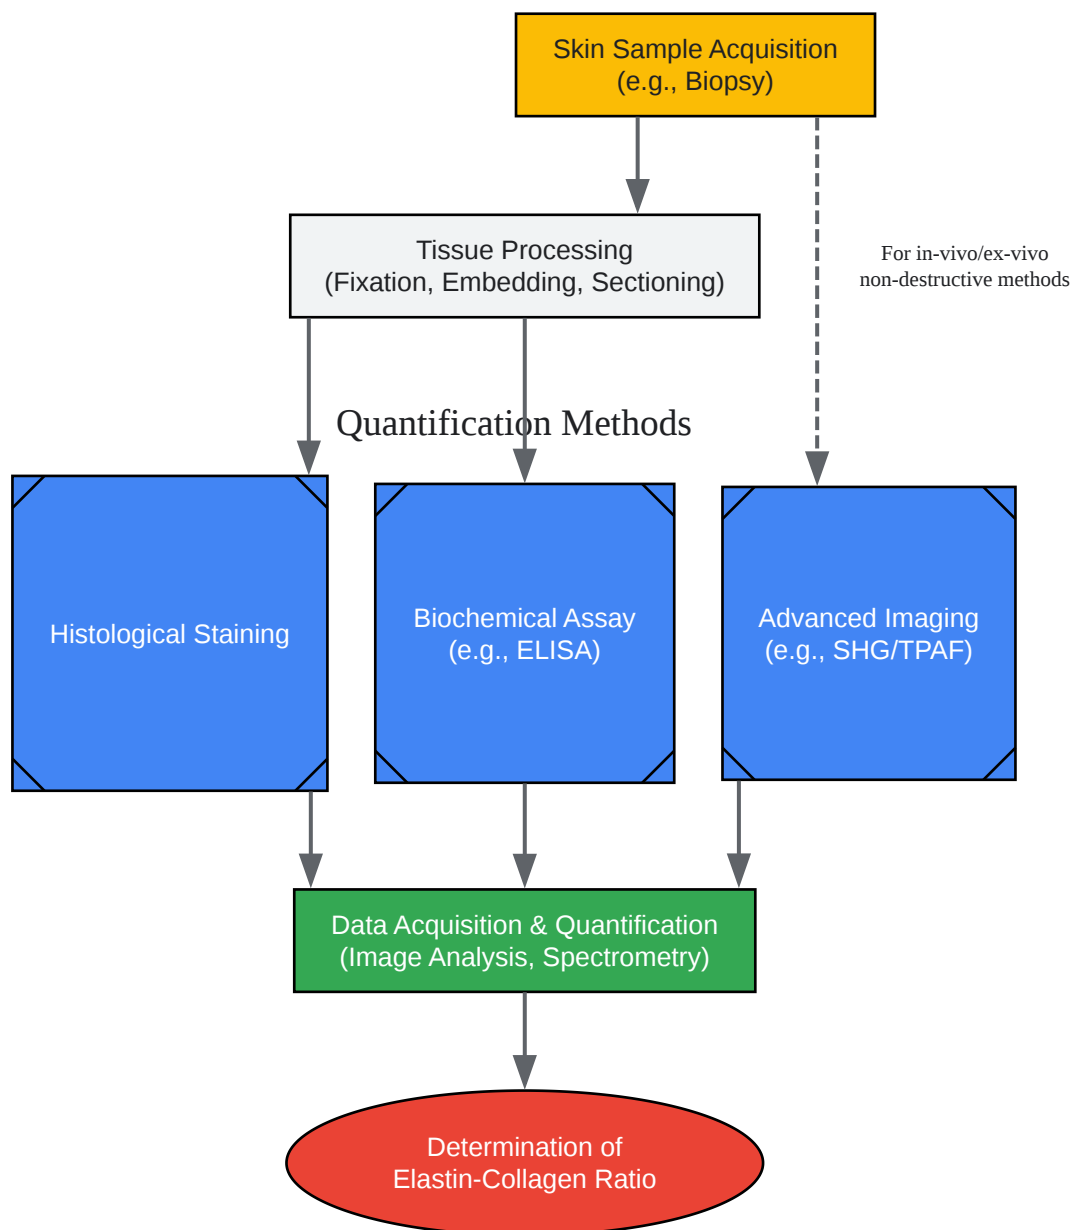 Skin Sample Acquisition
(e.g., Biopsy)
Tissue Processing
(Fixation, Embedding, Sectioning)
For in-vivo/ex-vivo
non-destructive methods
Quantification Methods
Histological Staining
Biochemical Assay
(e.g., ELISA)
Advanced Imaging
(e.g., SHG/TPAF)
Data Acquisition & Quantification
(Image Analysis, Spectrometry)
Determination of
Elastin-Collagen Ratio